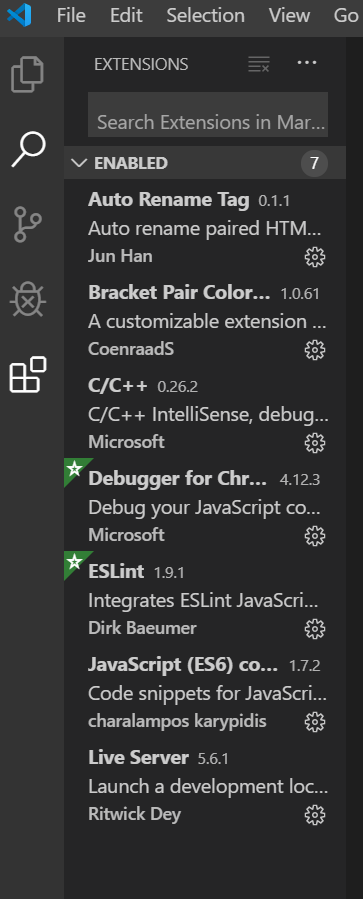 File Edit Selection View Go
EXTENSIONS
Search Extensions in Mar...
ENABLED 7
Auto Rename Tag 0.1.1
Auto rename paired HTM...
Jun Han
Bracket Pair Color... 1.0.61
A customizable extension ...
CoenraadS
C/C++ 0.26.2
C/C++ IntelliSense, debug...
Microsoft
Debugger for Chr... 4.12.3
Debug your JavaScript co...
Microsoft
ESLint 1.9.1
Integrates ESLint JavaScri...
Dirk Baeumer
JavaScript (ES6) co... 1.7.2
Code snippets for JavaScri...
charalampos karypidis
Live Server 5.6.1
Launch a development loc...
Ritwick Dey